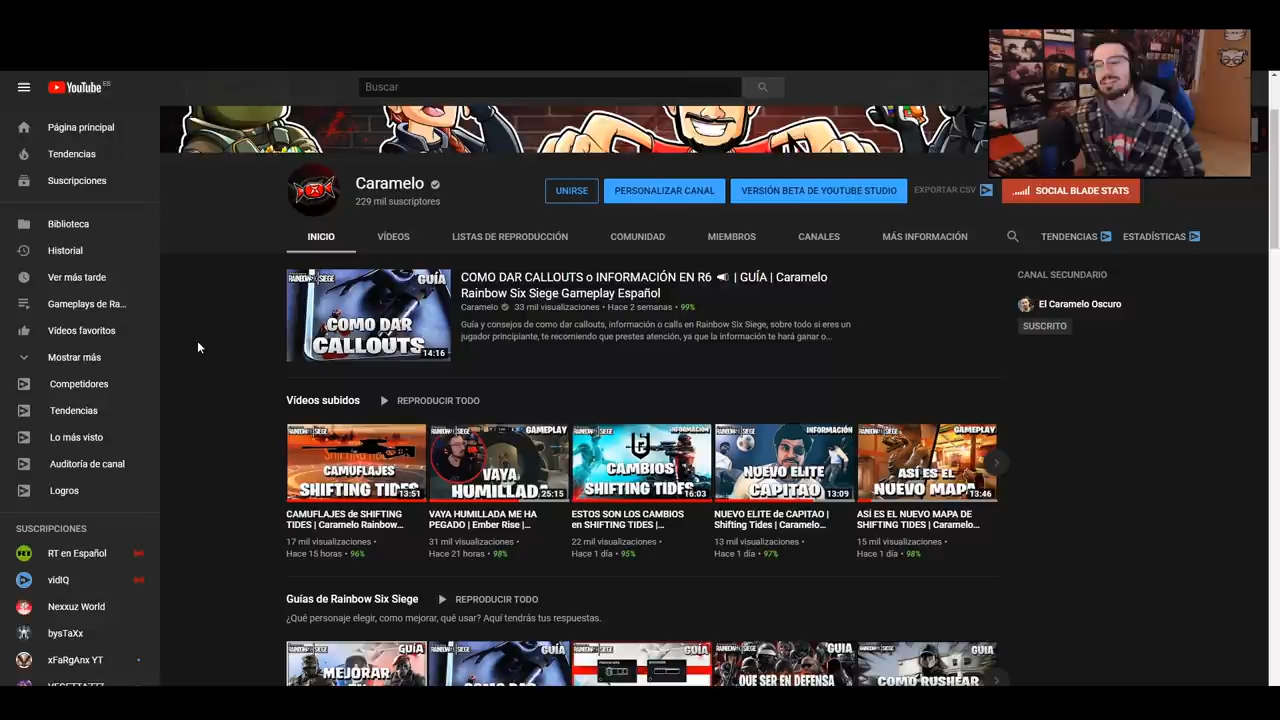 YouTube ES
Buscar
Página principal
Tendencias
Suscripciones
Biblioteca
Historial
Ver más tarde
Gameplays de Ra...
Vídeos favoritos
Mostrar más
Competidores
Tendencias
Lo más visto
Auditoría de canal
Logros
SUSCRIPCIONES
RT en Español
vidIQ
Nexxuz World
bysTaXx
xFaRgAnx YT
Caramelo
229 mil suscriptores
UNIRSE
PERSONALIZAR CANAL
VERSIÓN BETA DE YOUTUBE STUDIO
EXPORTAR CSV
SOCIAL BLADE STATS
INICIO
VÍDEOS
LISTAS DE REPRODUCCIÓN
COMUNIDAD
MIEMBROS
CANALES
MÁS INFORMACIÓN
TENDENCIAS
ESTADÍSTICAS
GUÍA
COMO DAR
CALLOUTS
14:16
COMO DAR CALLOUTS o INFORMACIÓN EN R6 📢 | GUÍA | Caramelo
Rainbow Six Siege Gameplay Español
Caramelo 33 mil visualizaciones • Hace 2 semanas • 99%
Guía y consejos de como dar callouts, información o calls en Rainbow Six Siege, sobre todo si eres un
jugador principiante, te recomiendo que prestes atención, ya que la información te hará ganar o...
CANAL SECUNDARIO
El Caramelo Oscuro
SUSCRITO
Vídeos subidos
REPRODUCIR TODO
CAMUFLAJES
SHIFTING TIDES
13:51
CAMUFLAJES de SHIFTING
TIDES | Caramelo Rainbow...
17 mil visualizaciones •
Hace 15 horas • 96%
GAMEPLAY
VAYA
HUMILLADA
25:15
VAYA HUMILLADA ME HA
PEGADO | Ember Rise |...
31 mil visualizaciones •
Hace 21 horas • 98%
INFORMACIÓN
CAMBIOS
SHIFTING TIDES
16:03
ESTOS SON LOS CAMBIOS
en SHIFTING TIDES |...
22 mil visualizaciones •
Hace 1 día • 95%
INFORMACIÓN
NUEVO ELITE
CAPITAO
13:09
NUEVO ELITE de CAPITAO |
Shifting Tides | Caramelo...
13 mil visualizaciones •
Hace 1 día • 97%
GAMEPLAY
ASÍ ES EL
NUEVO MAPA
13:46
ASÍ ES EL NUEVO MAPA DE
SHIFTING TIDES | Caramelo...
15 mil visualizaciones •
Hace 1 día • 98%
Guías de Rainbow Six Siege
REPRODUCIR TODO
¿Qué personaje elegir, como mejorar, qué usar? Aquí tendrás tus respuestas.
GUÍA
MEJORAR
GUÍA
COMO DAR
GUÍA
GUÍA
QUE SER EN DEFENSA
GUÍA
COMO RUSHEAR